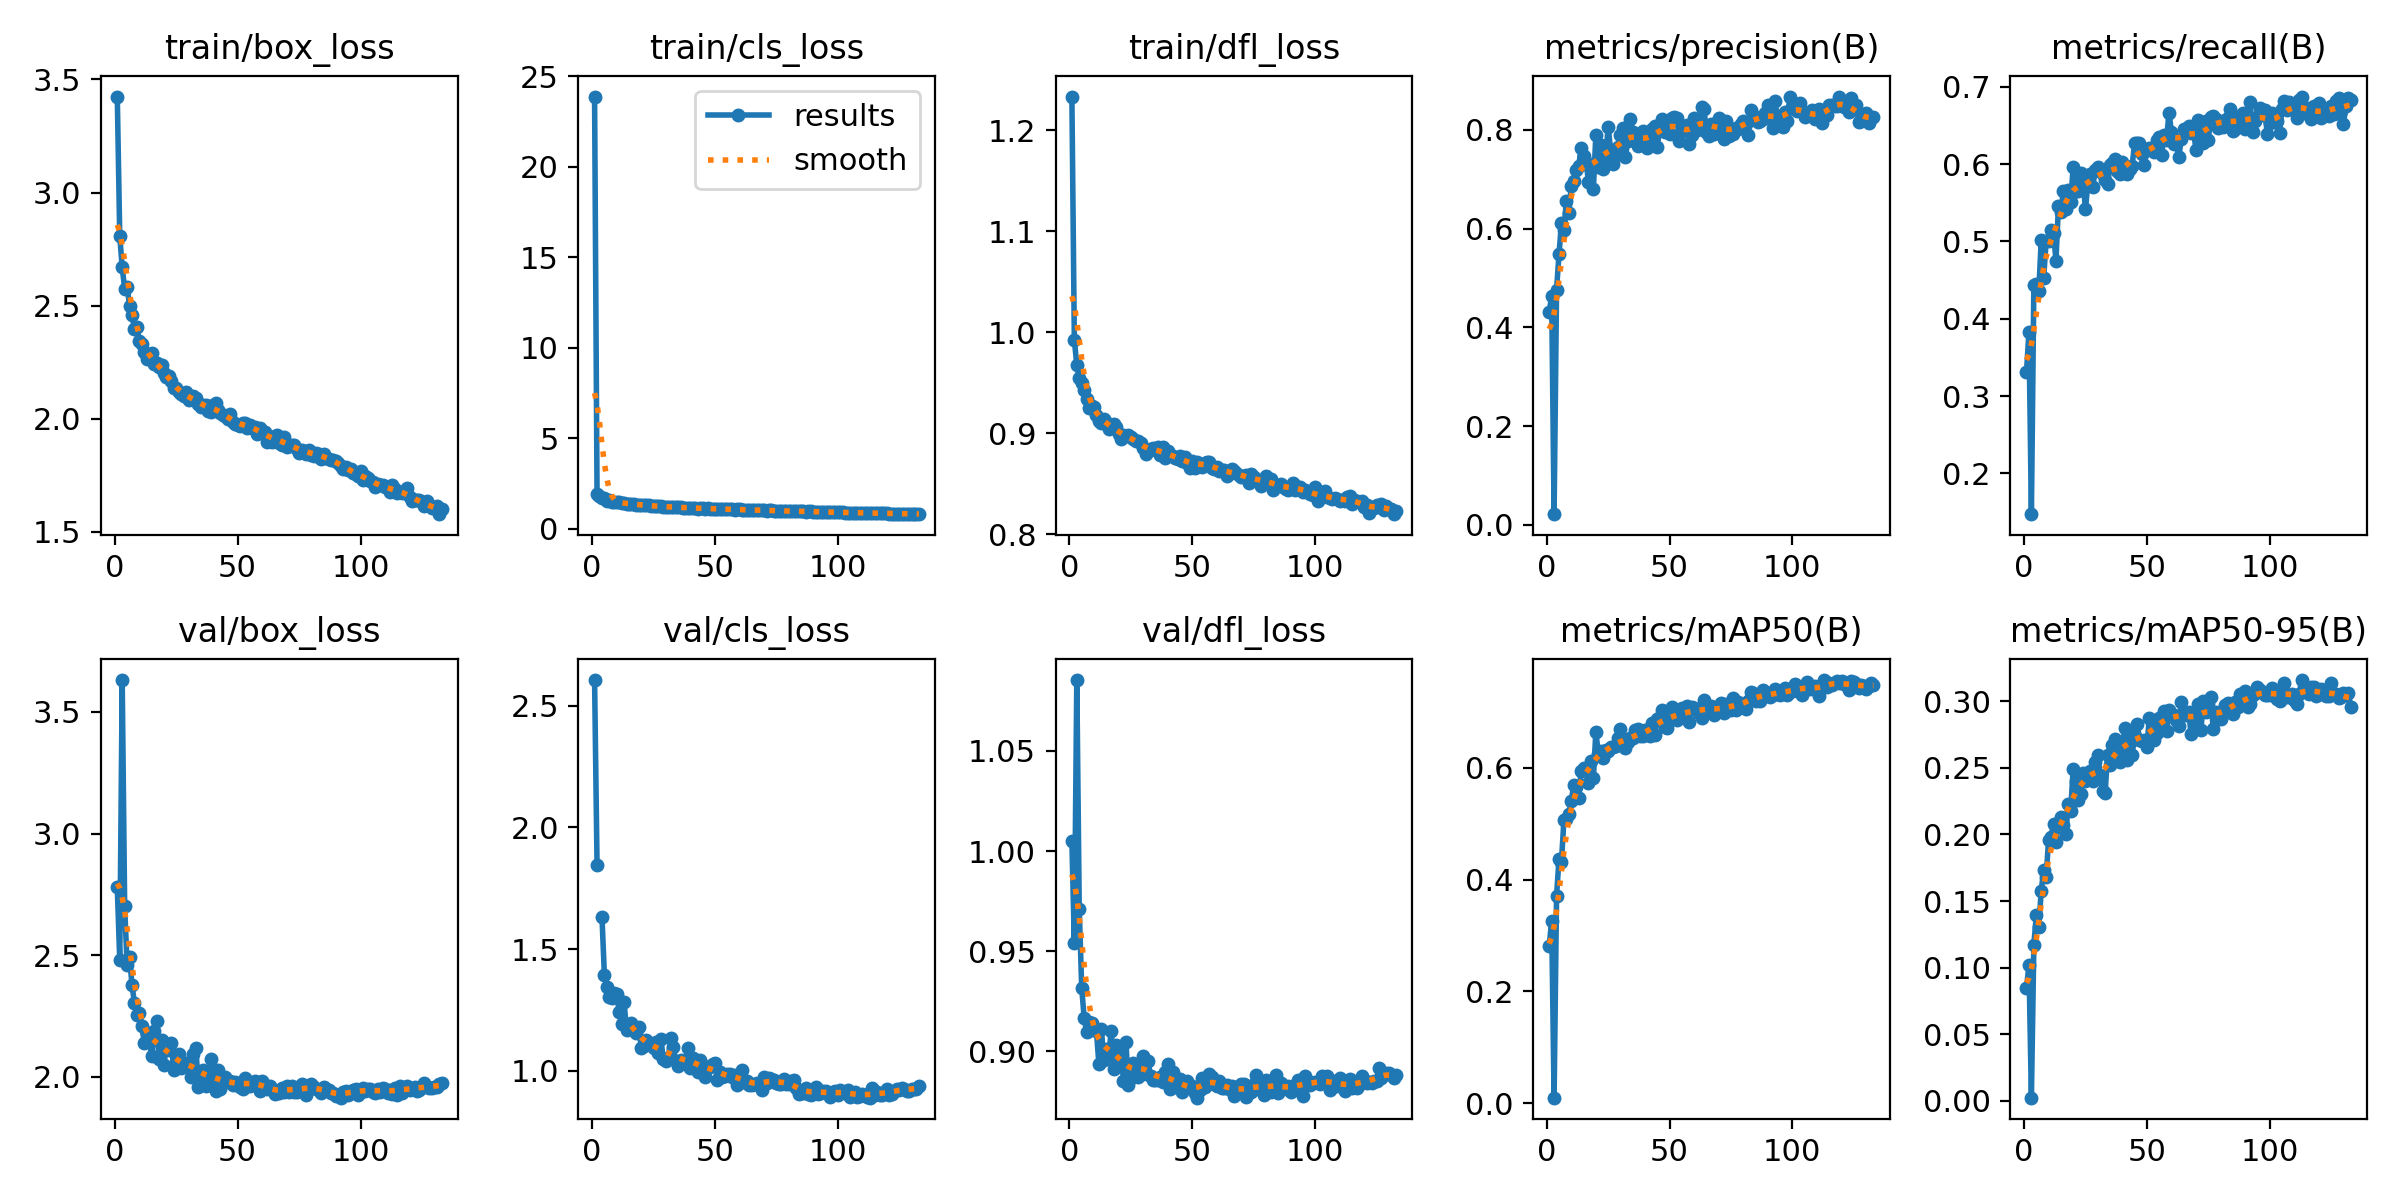 train/box_loss
3.5
3.0
2.5
2.0
1.5
0 50 100
train/cls_loss
results
smooth
25
20
15
10
5
0
0 50 100
train/dfl_loss
1.2
1.1
1.0
0.9
0.8
0 50 100
metrics/precision(B)
0.8
0.6
0.4
0.2
0.0
0 50 100
metrics/recall(B)
0.7
0.6
0.5
0.4
0.3
0.2
0 50 100
val/box_loss
3.5
3.0
2.5
2.0
0 50 100
val/cls_loss
2.5
2.0
1.5
1.0
0 50 100
val/dfl_loss
1.05
1.00
0.95
0.90
0 50 100
metrics/mAP50(B)
0.6
0.4
0.2
0.0
0 50 100
metrics/mAP50-95(B)
0.30
0.25
0.20
0.15
0.10
0.05
0.00
0 50 100